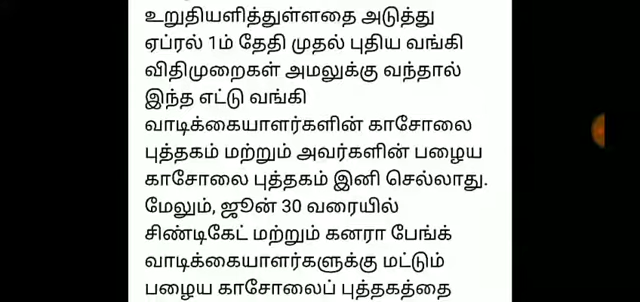 உறுதியளித்துள்ளதை அடுத்து
ஏப்ரல் 1ம் தேதி முதல் புதிய வங்கி
விதிமுறைகள் அமலுக்கு வந்தால்
இந்த எட்டு வங்கி
வாடிக்கையாளர்களின் காசோலை
புத்தகம் மற்றும் அவர்களின் பழைய
காசோலை புத்தகம் இனி செல்லாது.
மேலும், ஜூன் 30 வரையில்
சிண்டிகேட் மற்றும் கனரா பேங்க்
வாடிக்கையாளர்களுக்கு மட்டும்
பழைய காசோலைப் புத்தகத்தை